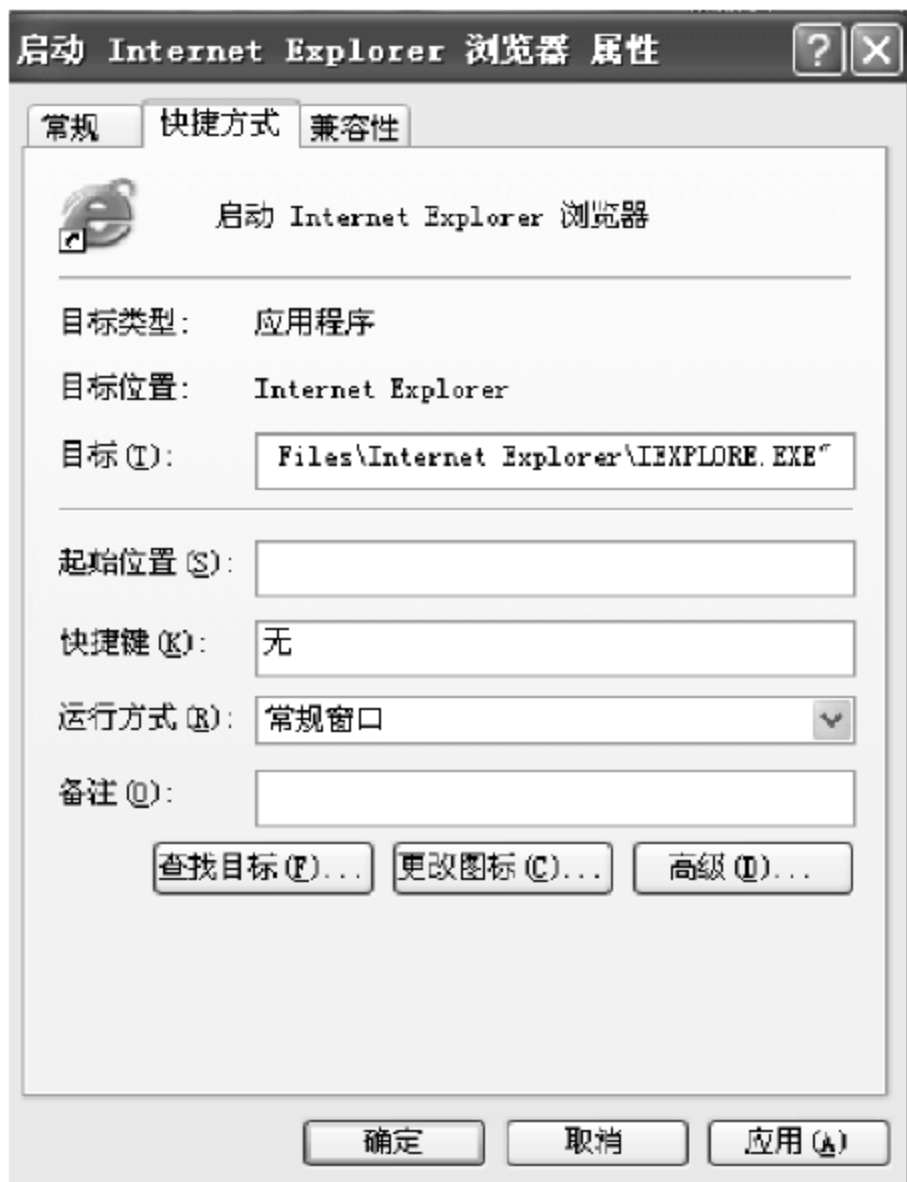 启动 Internet Explorer 浏览器 属性
常规 快捷方式 兼容性
启动 Internet Explorer 浏览器
目标类型: 应用程序
目标位置: Internet Explorer
目标(T): Files\Internet Explorer\IEXPLORE.EXE"
起始位置(S):
快捷键(K): 无
运行方式(R): 常规窗口
备注(O):
查找目标(F)... 更改图标(C)... 高级(D)...
确定 取消 应用(A)